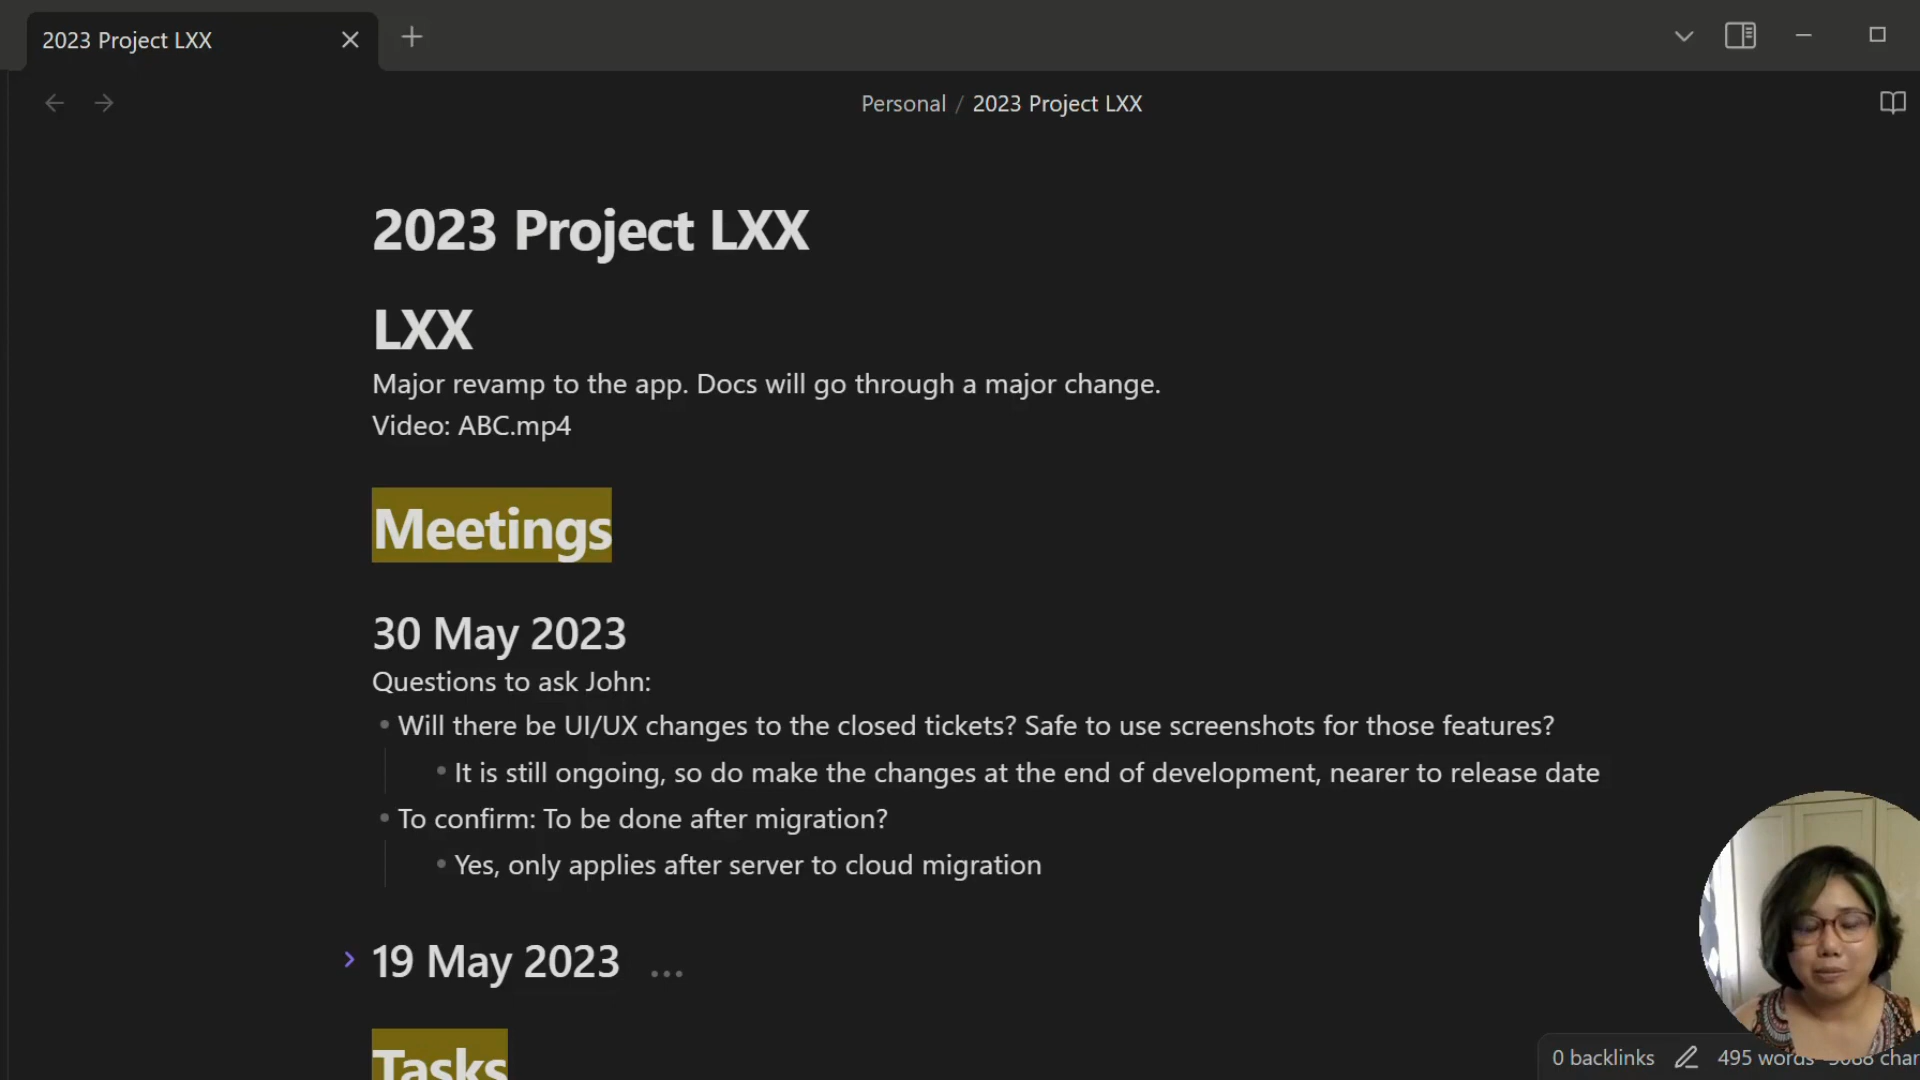 2023 Project LXX
Personal / 2023 Project LXX
2023 Project LXX
LXX
Major revamp to the app. Docs will go through a major change.
Video: ABC.mp4
Meetings
30 May 2023
Questions to ask John:
Will there be UI/UX changes to the closed tickets? Safe to use screenshots for those features?
It is still ongoing, so do make the changes at the end of development, nearer to release date
To confirm: To be done after migration?
Yes, only applies after server to cloud migration
19 May 2023 ...
Tasks
0 backlinks 495 words